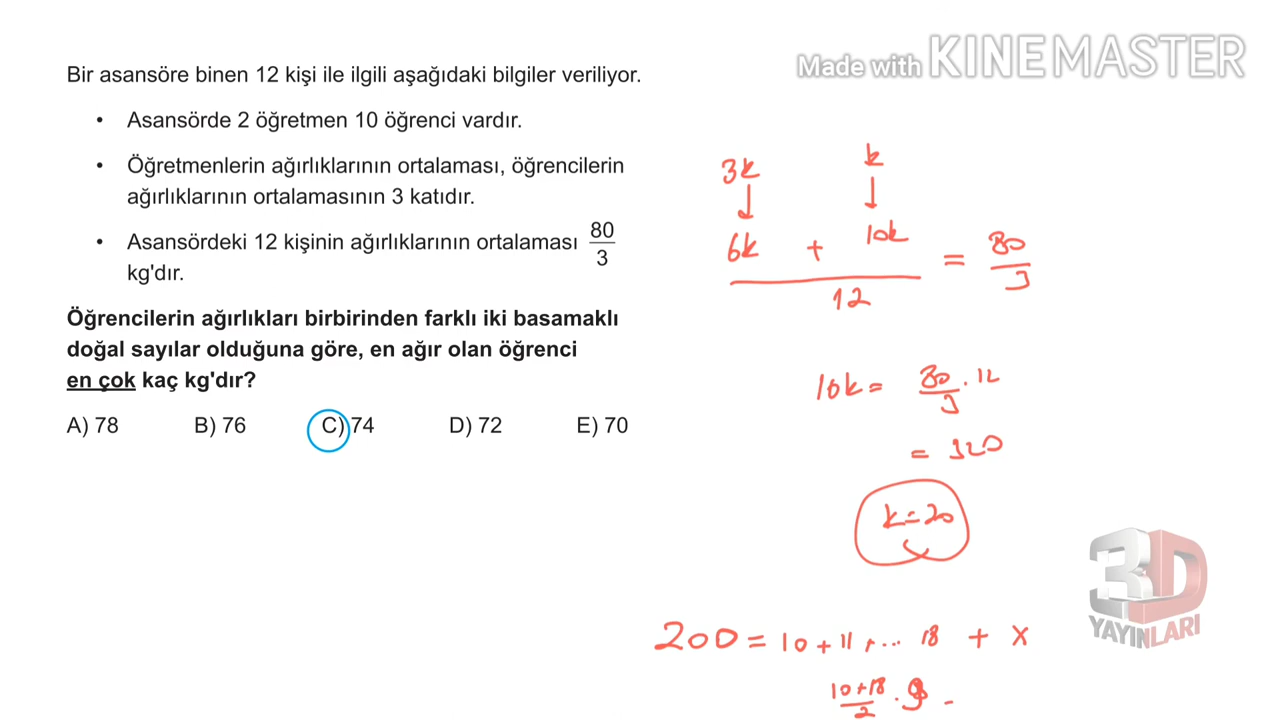 Made with KINEMASTER
Bir asansöre binen 12 kişi ile ilgili aşağıdaki bilgiler veriliyor.
• Asansörde 2 öğretmen 10 öğrenci vardır.
• Öğretmenlerin ağırlıklarının ortalaması, öğrencilerin
ağırlıklarının ortalamasının 3 katıdır.
• Asansördeki 12 kişinin ağırlıklarının ortalaması 80/3
kg'dır.
Öğrencilerin ağırlıkları birbirinden farklı iki basamaklı
doğal sayılar olduğuna göre, en ağır olan öğrenci
en çok kaç kg'dır?
A) 78 B) 76 C) 74 D) 72 E) 70
3k k
6k + 10k = 80/3
12
10k = 80/3 . 12
= 320
k = 20
200 = 10 + 11, ... 18 + x
10+18/2 . 9 =
3D
YAYINLARI